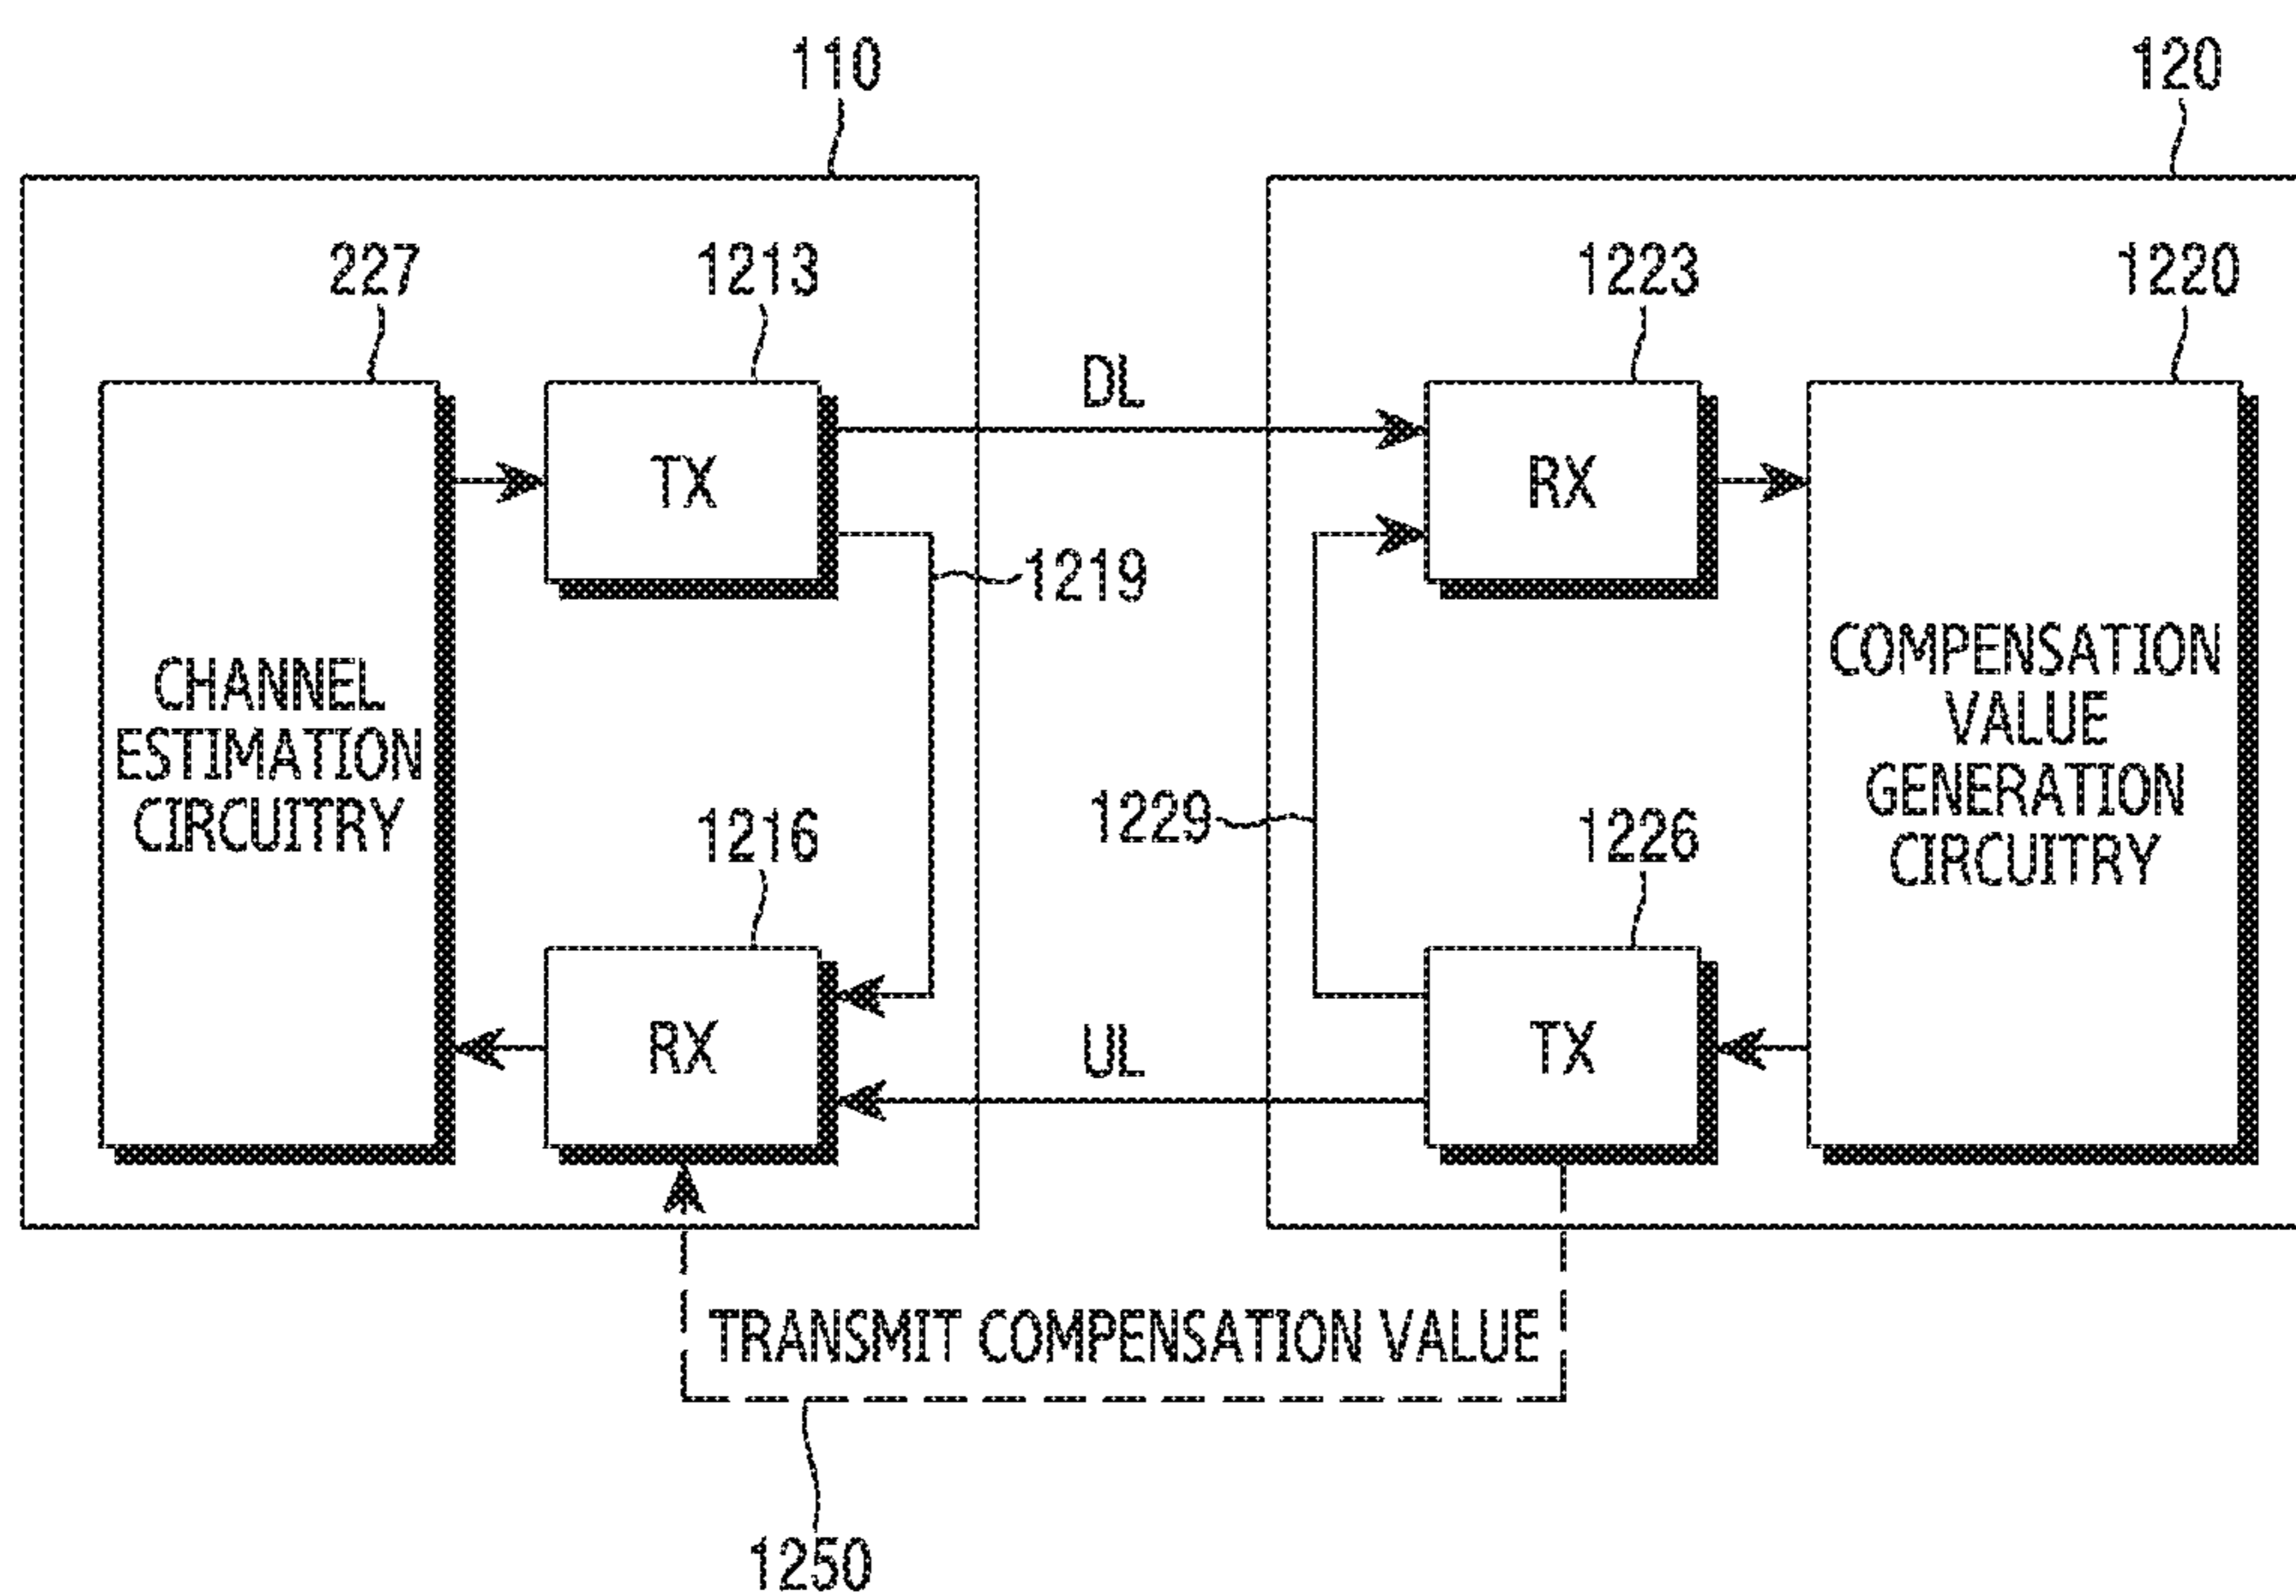 110
120
227
1213
1223
1220
DL
TX
RX
1219
CHANNEL
ESTIMATION
CIRCUITRY
COMPENSATION
VALUE
GENERATION
CIRCUITRY
1216
1229
1226
RX
UL
TX
TRANSMIT COMPENSATION VALUE
1250